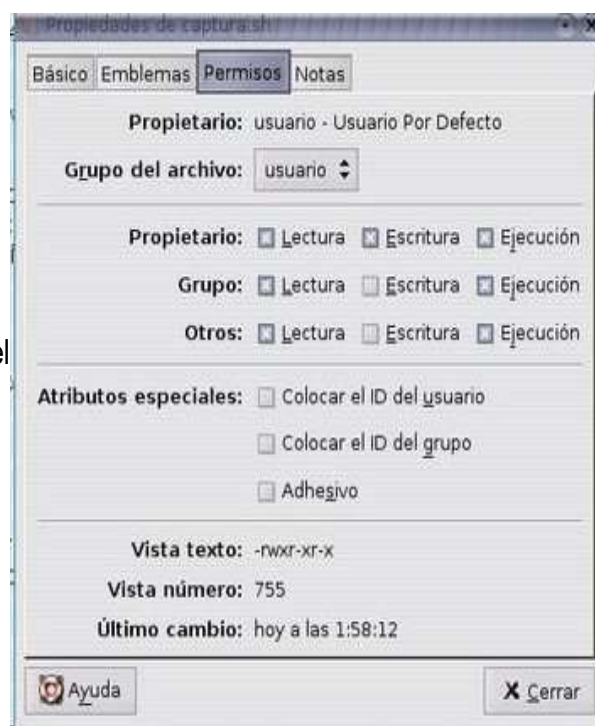 Propiedades de captura.sh
Básico Emblemas Permisos Notas
Propietario: usuario - Usuario Por Defecto
Grupo del archivo: usuario
Propietario: Lectura Escritura Ejecución
Grupo: Lectura Escritura Ejecución
Otros: Lectura Escritura Ejecución
el
Atributos especiales: Colocar el ID del usuario
Colocar el ID del grupo
Adhesivo
Vista texto: -rwxr-xr-x
Vista número: 755
Último cambio: hoy a las 1:58:12
Ayuda X Cerrar